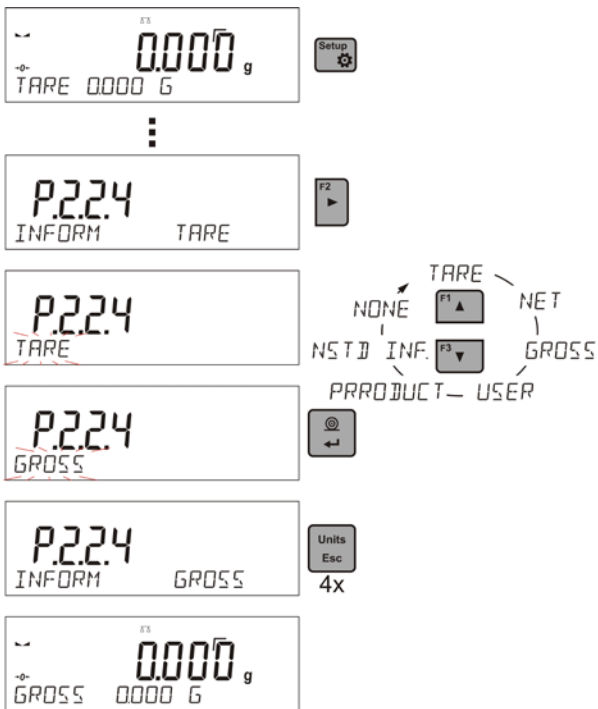 0.000 g
→0←
TARE 0.000 G
Setup
P.2.2.4
INFORM TARE
F2
P.2.2.4
TARE
TARE
NONE F1 NET
NSTD INF. F3 GROSS
PRRODUCT USER
P.2.2.4
GROSS
P.2.2.4
INFORM GROSS
Units
Esc
4x
0.000 g
→0←
GROSS 0.000 G